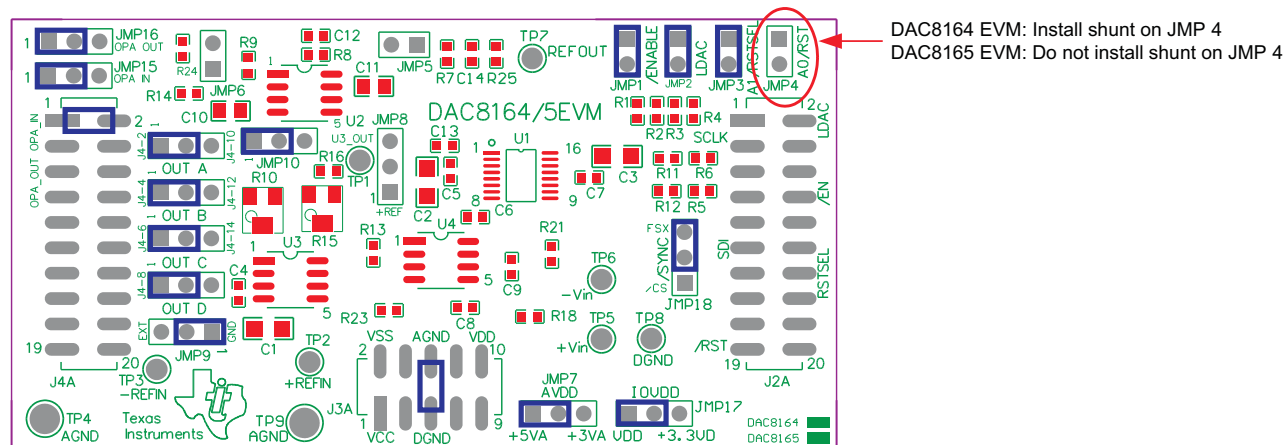 DAC8164 EVM: Install shunt on JMP 4
DAC8165 EVM: Do not install shunt on JMP 4
1 JMP16
OPA OUT
1 JMP15
OPA IN
R24
R9
JMP6
R14
C10
C12
R8
1
C11
U2
5
JMP5
R7 C14 R25
TP7
REFOUT
JMP1
/ENABLE
JMP2
LDAC
JMP3
A1/RSTSEL
JMP4
A0/RST
DAC8164/5EVM
R1
R2 R3
R4
SCLK
1
2
OPA_IN
OPA_OUT
1
J4-2
J4-10
OUT A
1
J4-4
J4-12
OUT B
1
J4-6
J4-14
OUT C
1
J4-8
OUT D
EXT
GND
1
JMP9
19
20
J4A
JMP10
U3_OUT
TP1
R16
R10
R15
JMP8
1
+REF
C13
C5
C2
C6
U1
1
16
8
9
C7
C3
R11
R6
R12
R5
1
2
LDAC
/EN
SDI
RSTSEL
/RST
19
20
J2A
U3
1
5
C4
C1
R13
U4
1
5
R21
C9
C8
R23
R18
TP6
-Vin
TP5
+Vin
TP8
DGND
FSX
/SYNC
/CS
JMP18
TP3
-REFIN
TP2
+REFIN
TP4
AGND
TP9
AGND
Texas
Instruments
VSS
AGND
VDD
2
10
J3A
1
9
VCC
DGND
JMP7
AVDD
+5VA
+3VA
IOVDD
JMP17
VDD
+3.3VD
DAC8164
DAC8165